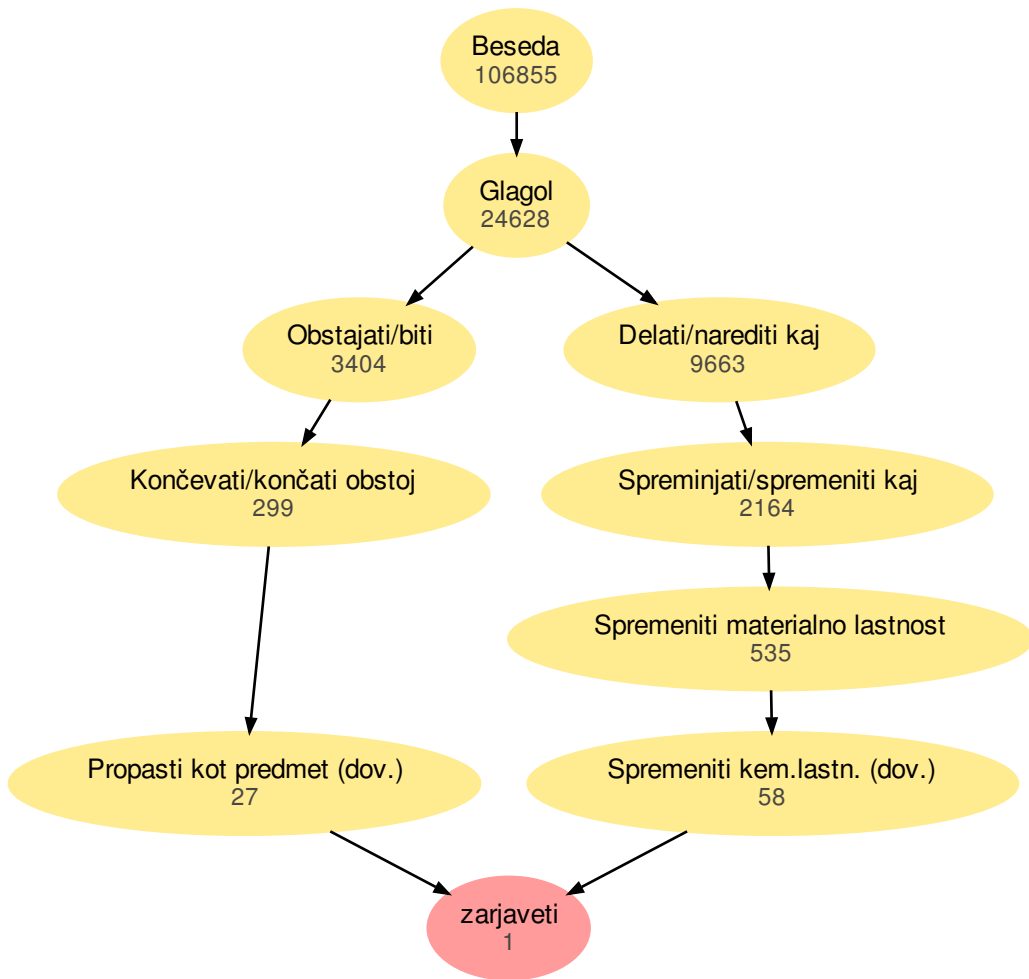 Beseda
106855
Glagol
24628
Obstajati/biti
3404
Delati/narediti kaj
9663
Končevati/končati obstoj
299
Spreminjati/spremeniti kaj
2164
Spremeniti materialno lastnost
535
Propasti kot predmet (dov.)
27
Spremeniti kem.lastn. (dov.)
58
zarjaveti
1